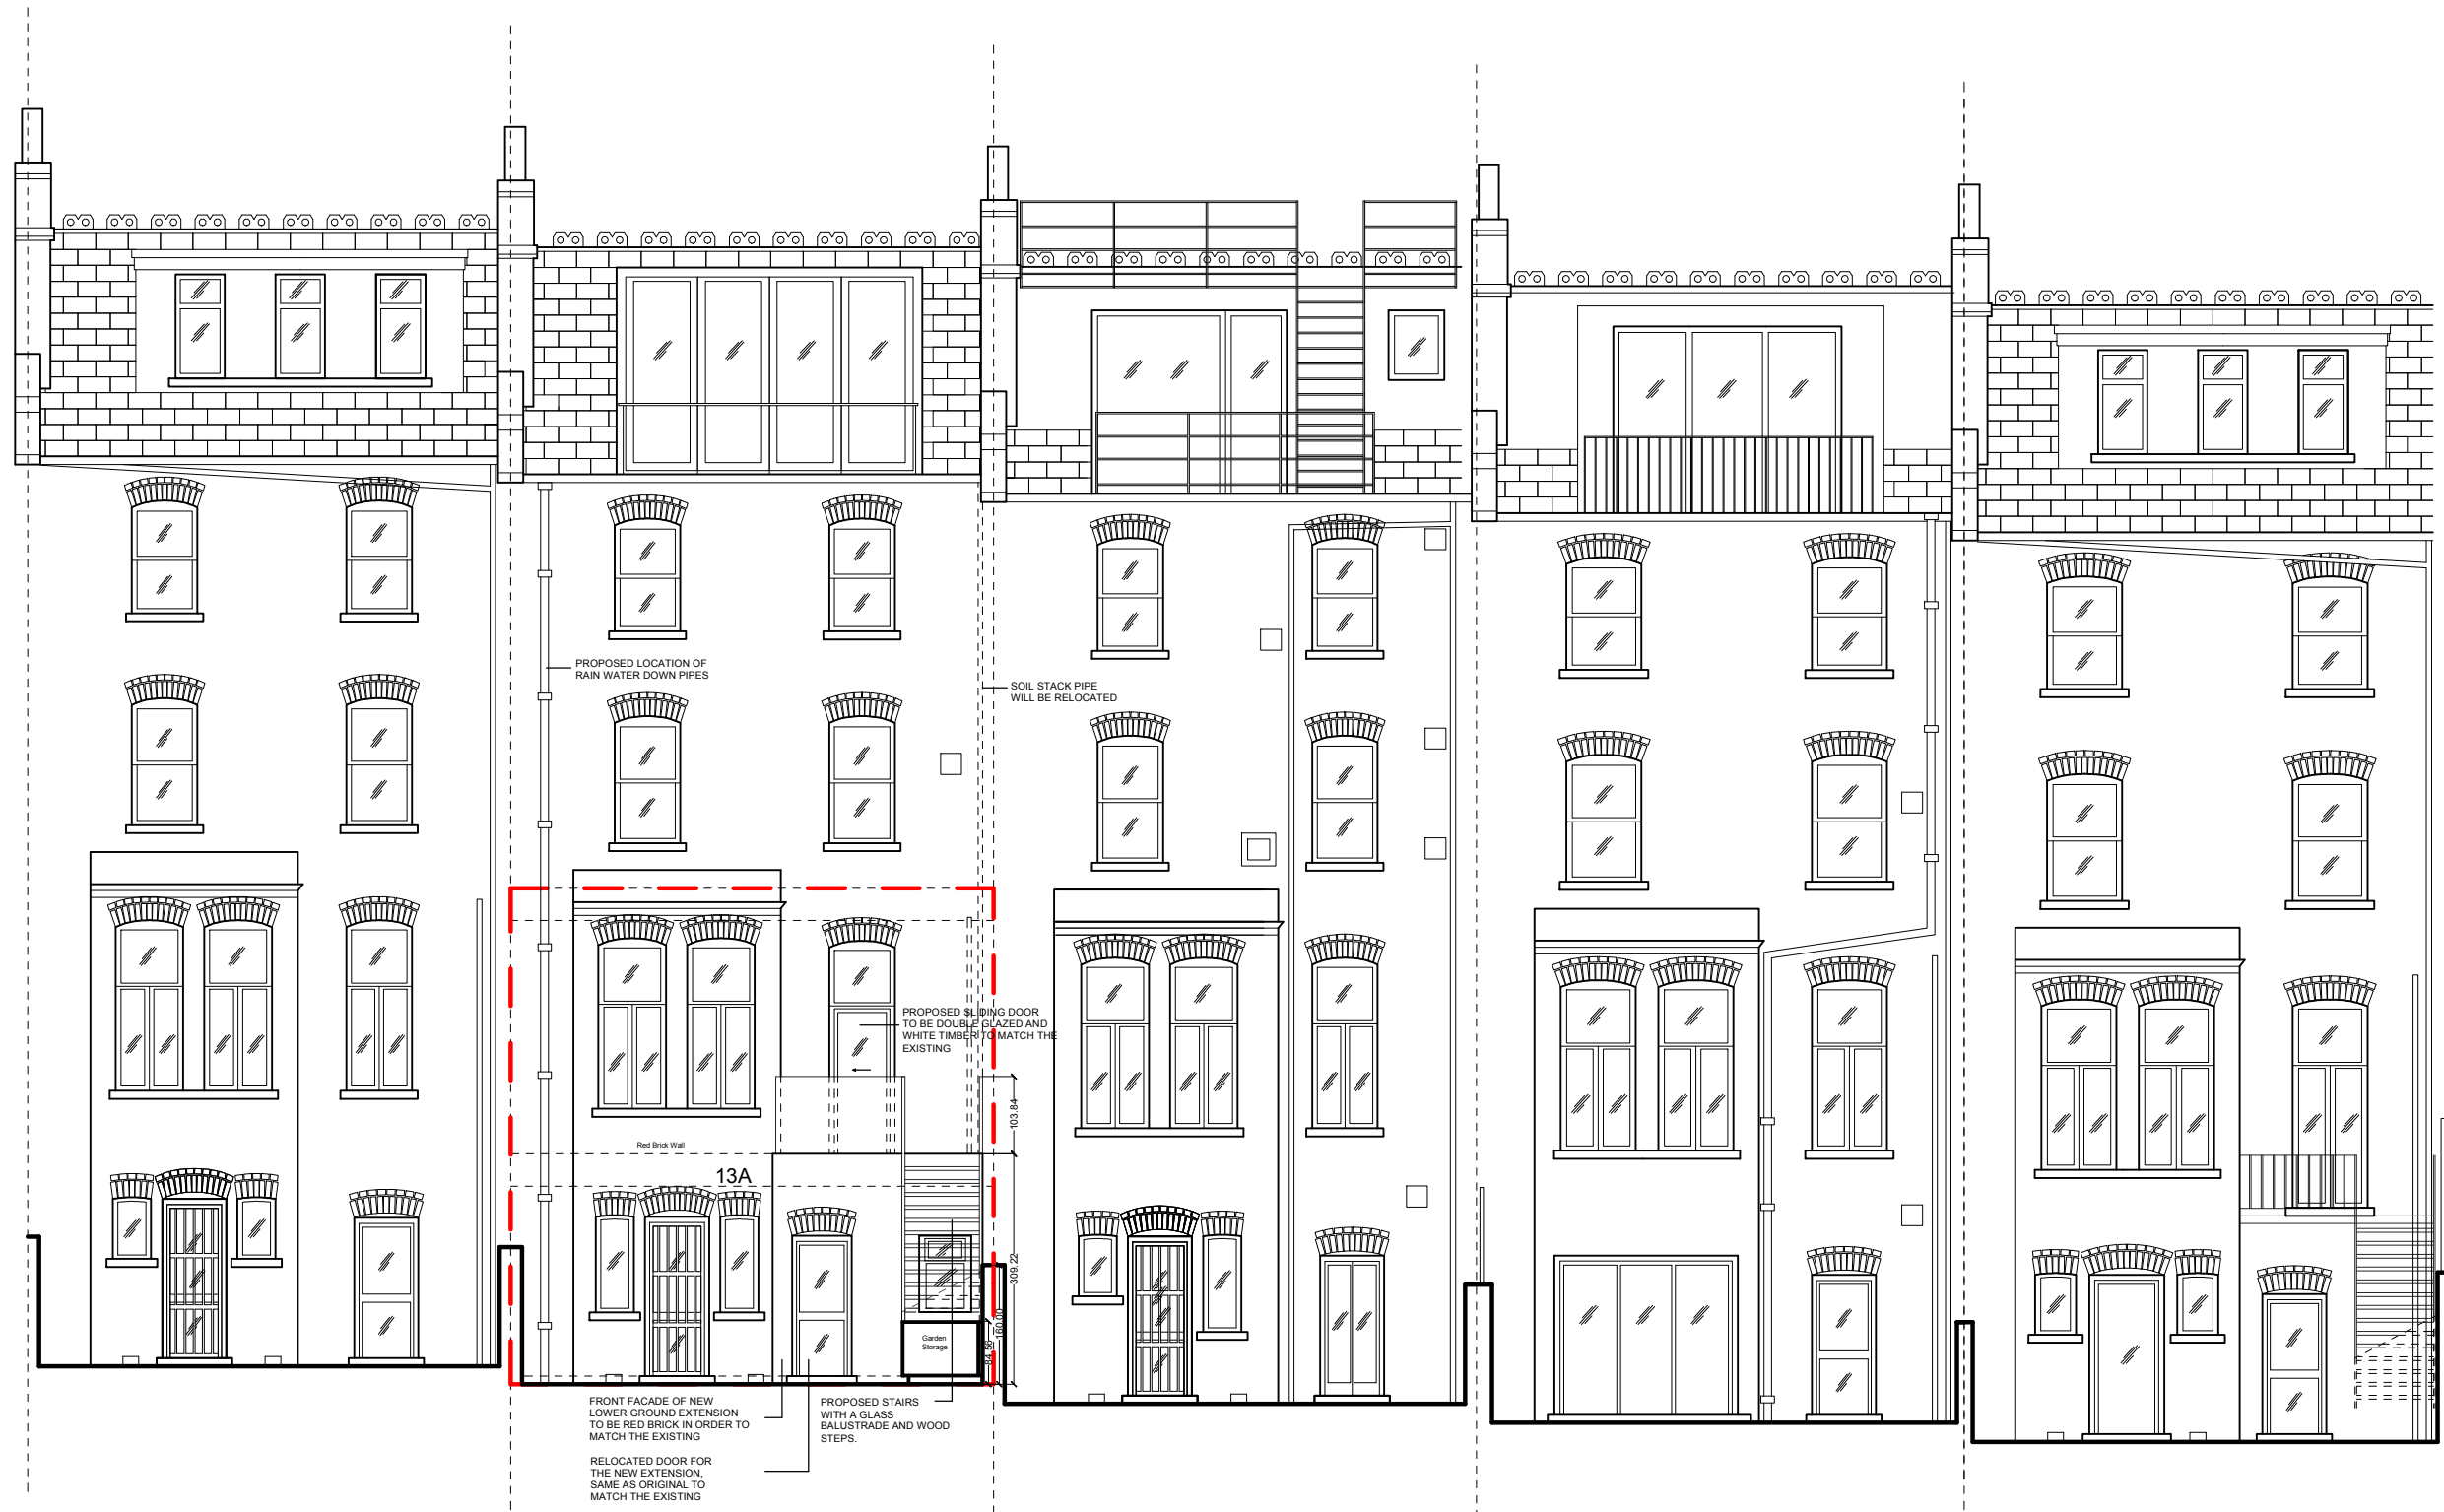 PROPOSED LOCATION OF
RAIN WATER DOWN PIPES
SOIL STACK PIPE
WILL BE RELOCATED
PROPOSED SLIDING DOOR
TO BE DOUBLE GLAZED AND
WHITE TIMBER TO MATCH THE
EXISTING
103.84
Red Brick Wall
13A
309.22
160.00
84.56
Garden
Storage
FRONT FACADE OF NEW
LOWER GROUND EXTENSION
TO BE RED BRICK IN ORDER TO
MATCH THE EXISTING
PROPOSED STAIRS
WITH A GLASS
BALUSTRADE AND WOOD
STEPS.
RELOCATED DOOR FOR
THE NEW EXTENSION,
SAME AS ORIGINAL TO
MATCH THE EXISTING